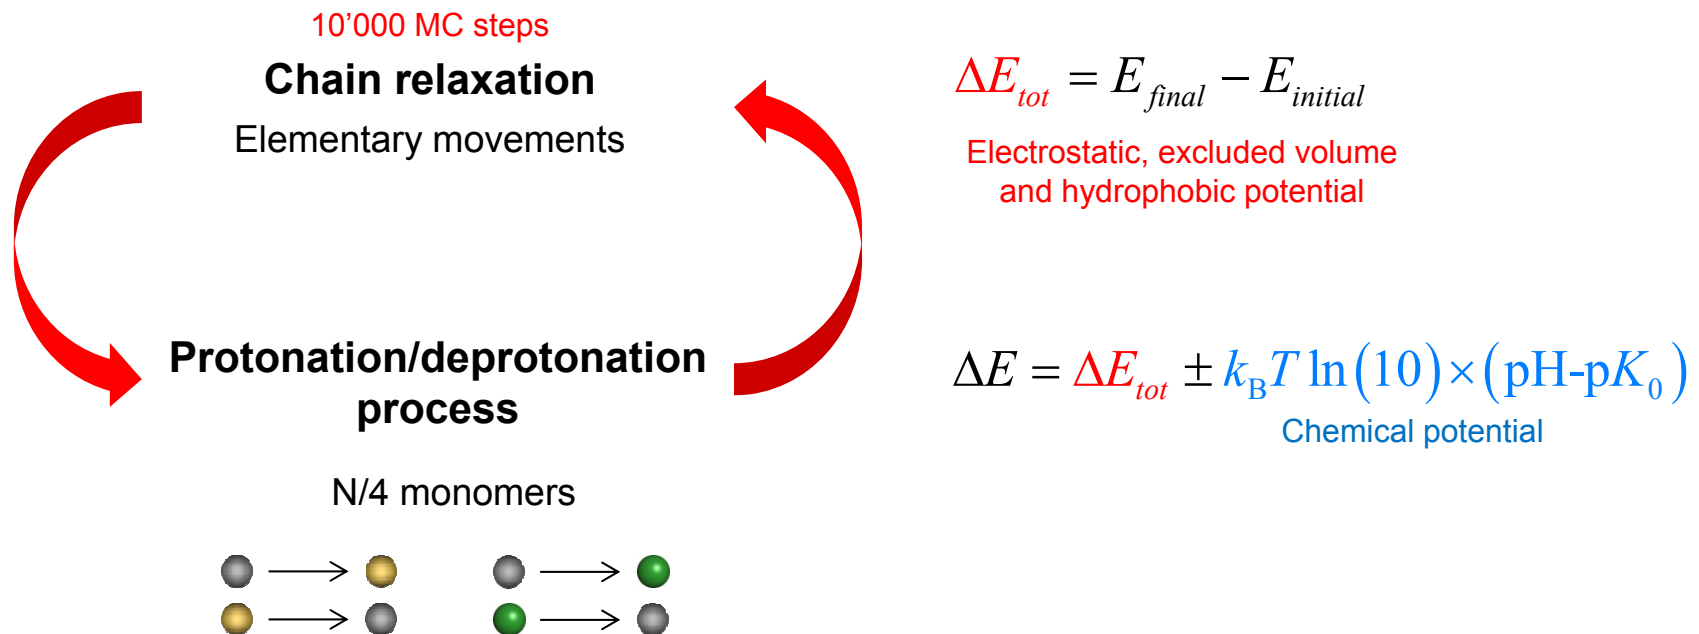 10’000 MC steps
Chain relaxation
Elementary movements
ΔE_tot = E_final − E_initial
Electrostatic, excluded volume
and hydrophobic potential
Protonation/deprotonation
process
N/4 monomers
ΔE = ΔE_tot ± k_B T ln(10) × (pH-pK_0)
Chemical potential